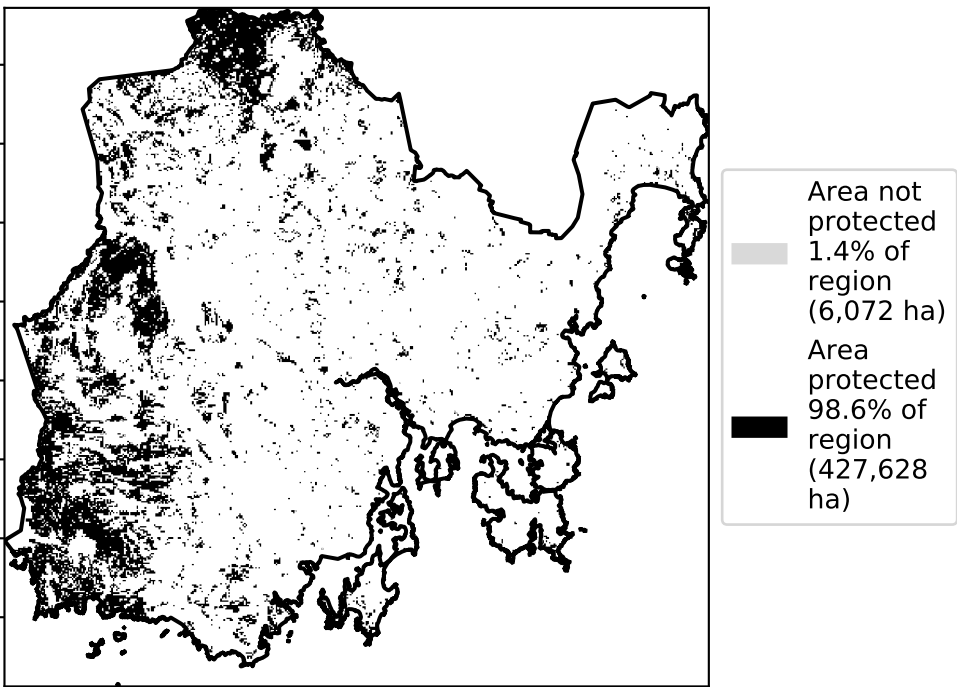 Area not
protected
1.4% of
region
(6,072 ha)
Area
protected
98.6% of
region
(427,628
ha)